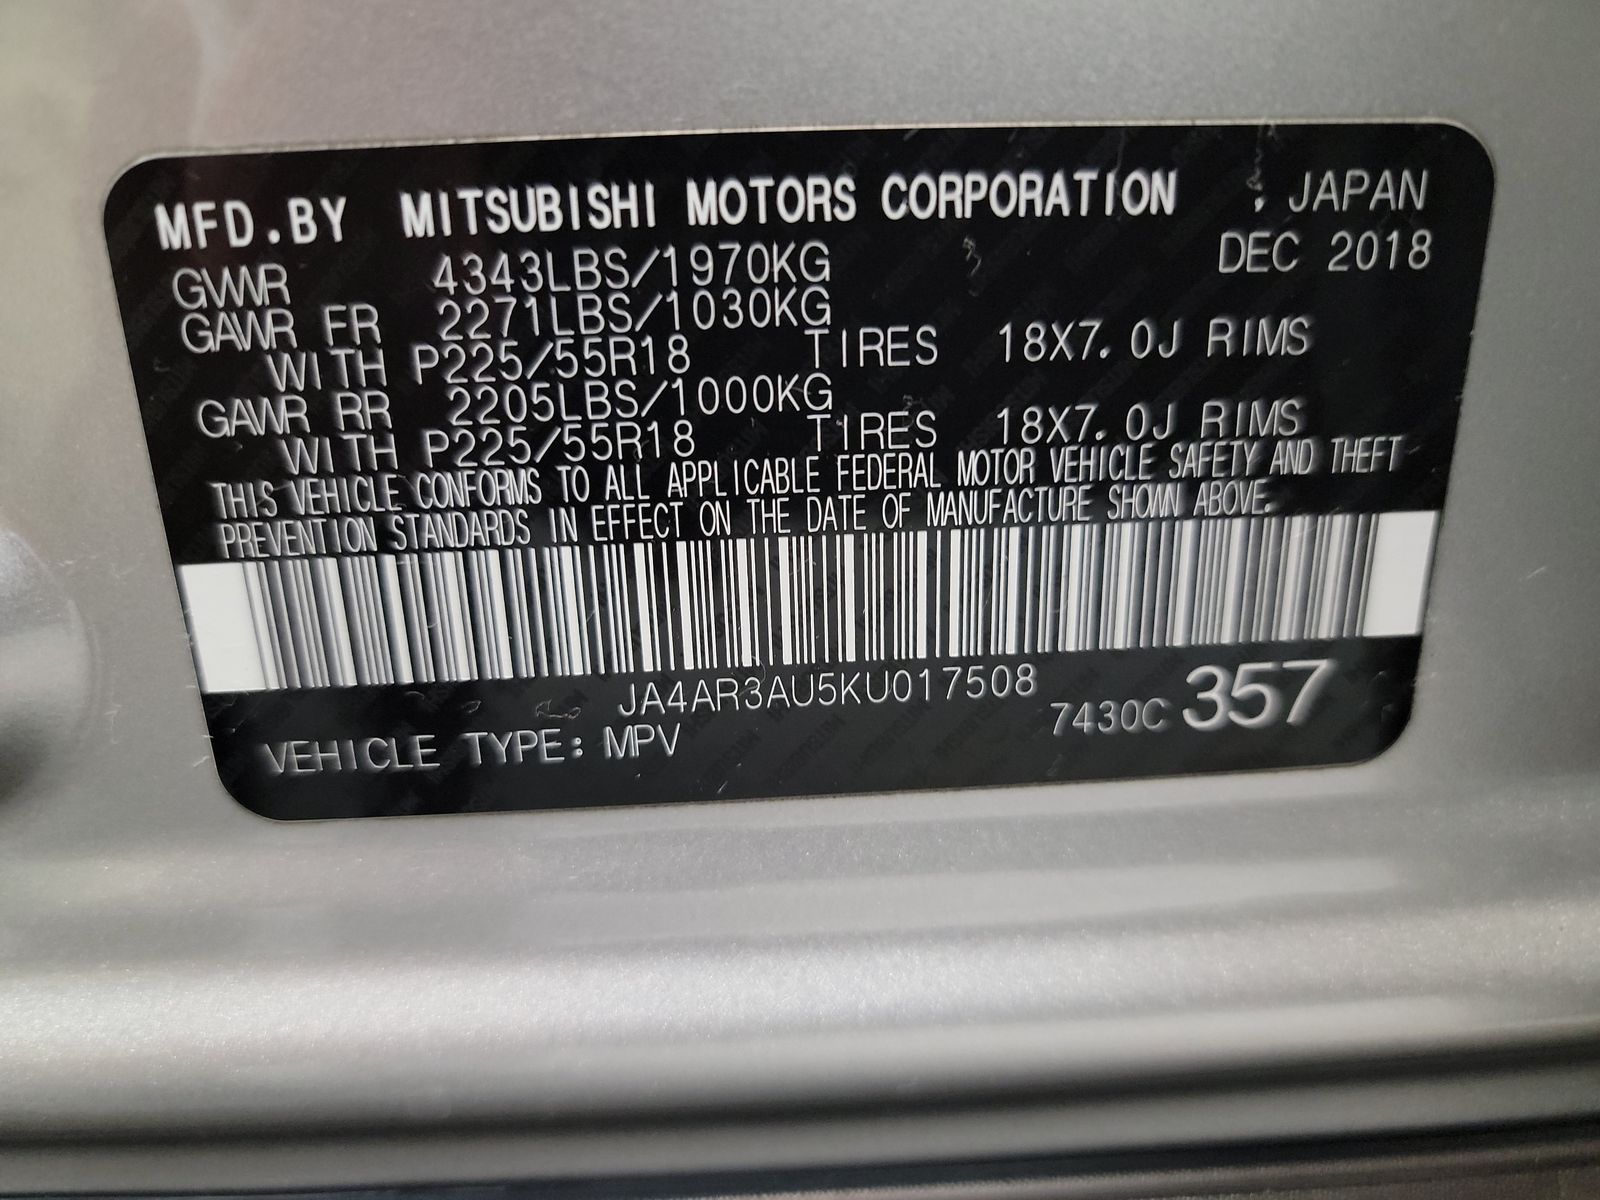 MFD.BY MITSUBISHI MOTORS CORPORATION : JAPAN
GVWR 4343LBS/1970KG DEC 2018
GAWR FR 2271LBS/1030KG
WITH P225/55R18 TIRES 18X7.0J RIMS
GAWR RR 2205LBS/1000KG
WITH P225/55R18 TIRES 18X7.0J RIMS
THIS VEHICLE CONFORMS TO ALL APPLICABLE FEDERAL MOTOR VEHICLE SAFETY AND THEFT
PREVENTION STANDARDS IN EFFECT ON THE DATE OF MANUFACTURE SHOWN ABOVE.
JA4AR3AU5KU017508
7430C 357
VEHICLE TYPE: MPV